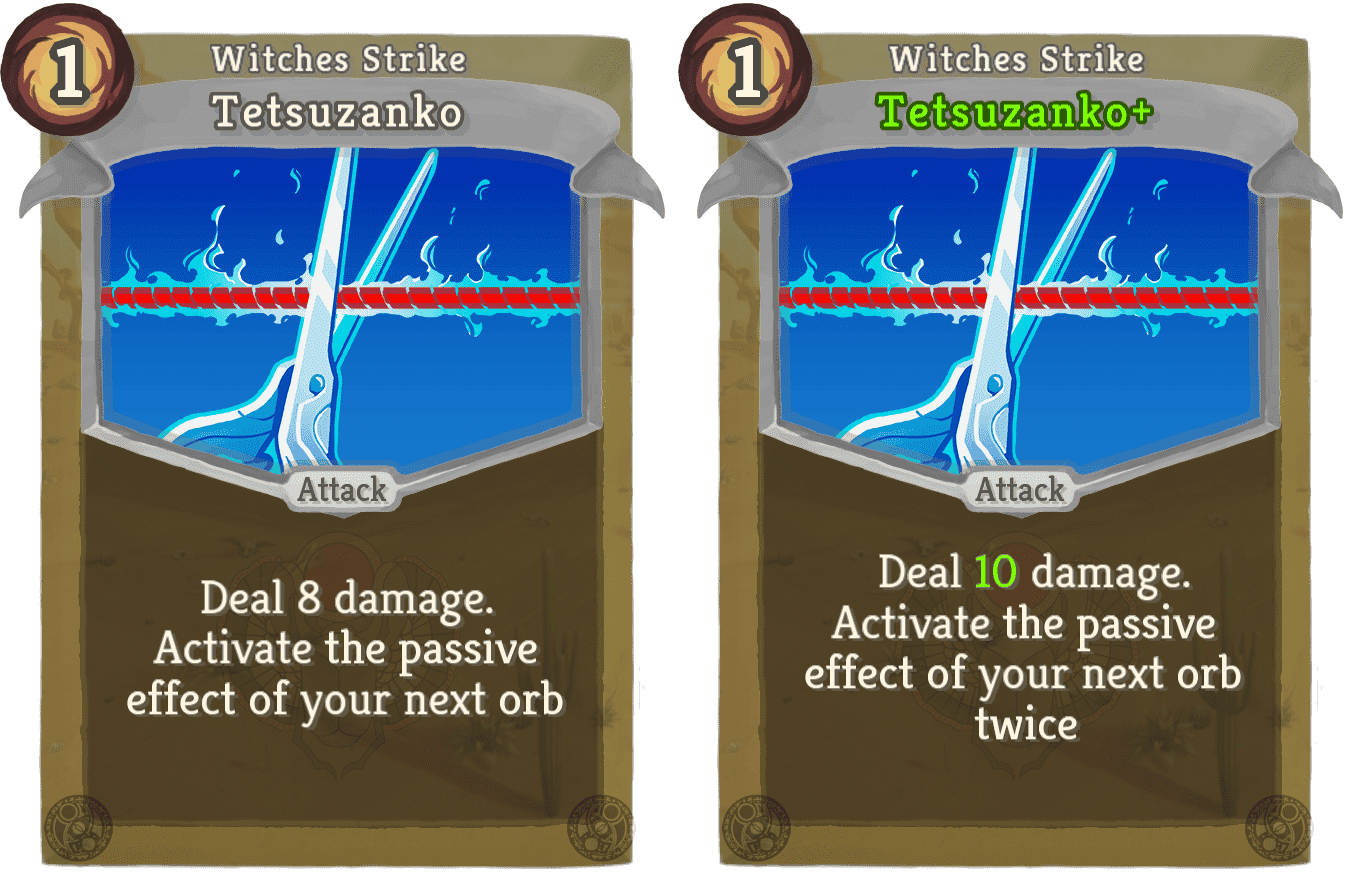 1
Witches Strike
Tetsuzanko
Attack
Deal 8 damage.
Activate the passive
effect of your next orb
1
Witches Strike
Tetsuzanko+
Attack
Deal 10 damage.
Activate the passive
effect of your next orb
twice